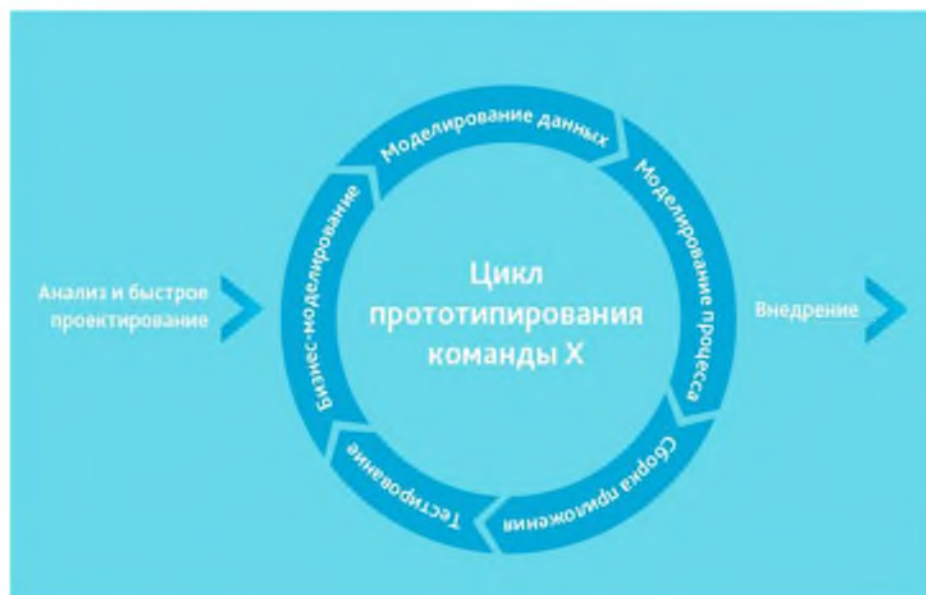 Анализ и быстрое
проектирование
Бизнес-моделирование
Моделирование данных
Моделирование процесса
Сборка приложения
Тестирование
Цикл
прототипирования
команды X
Внедрение